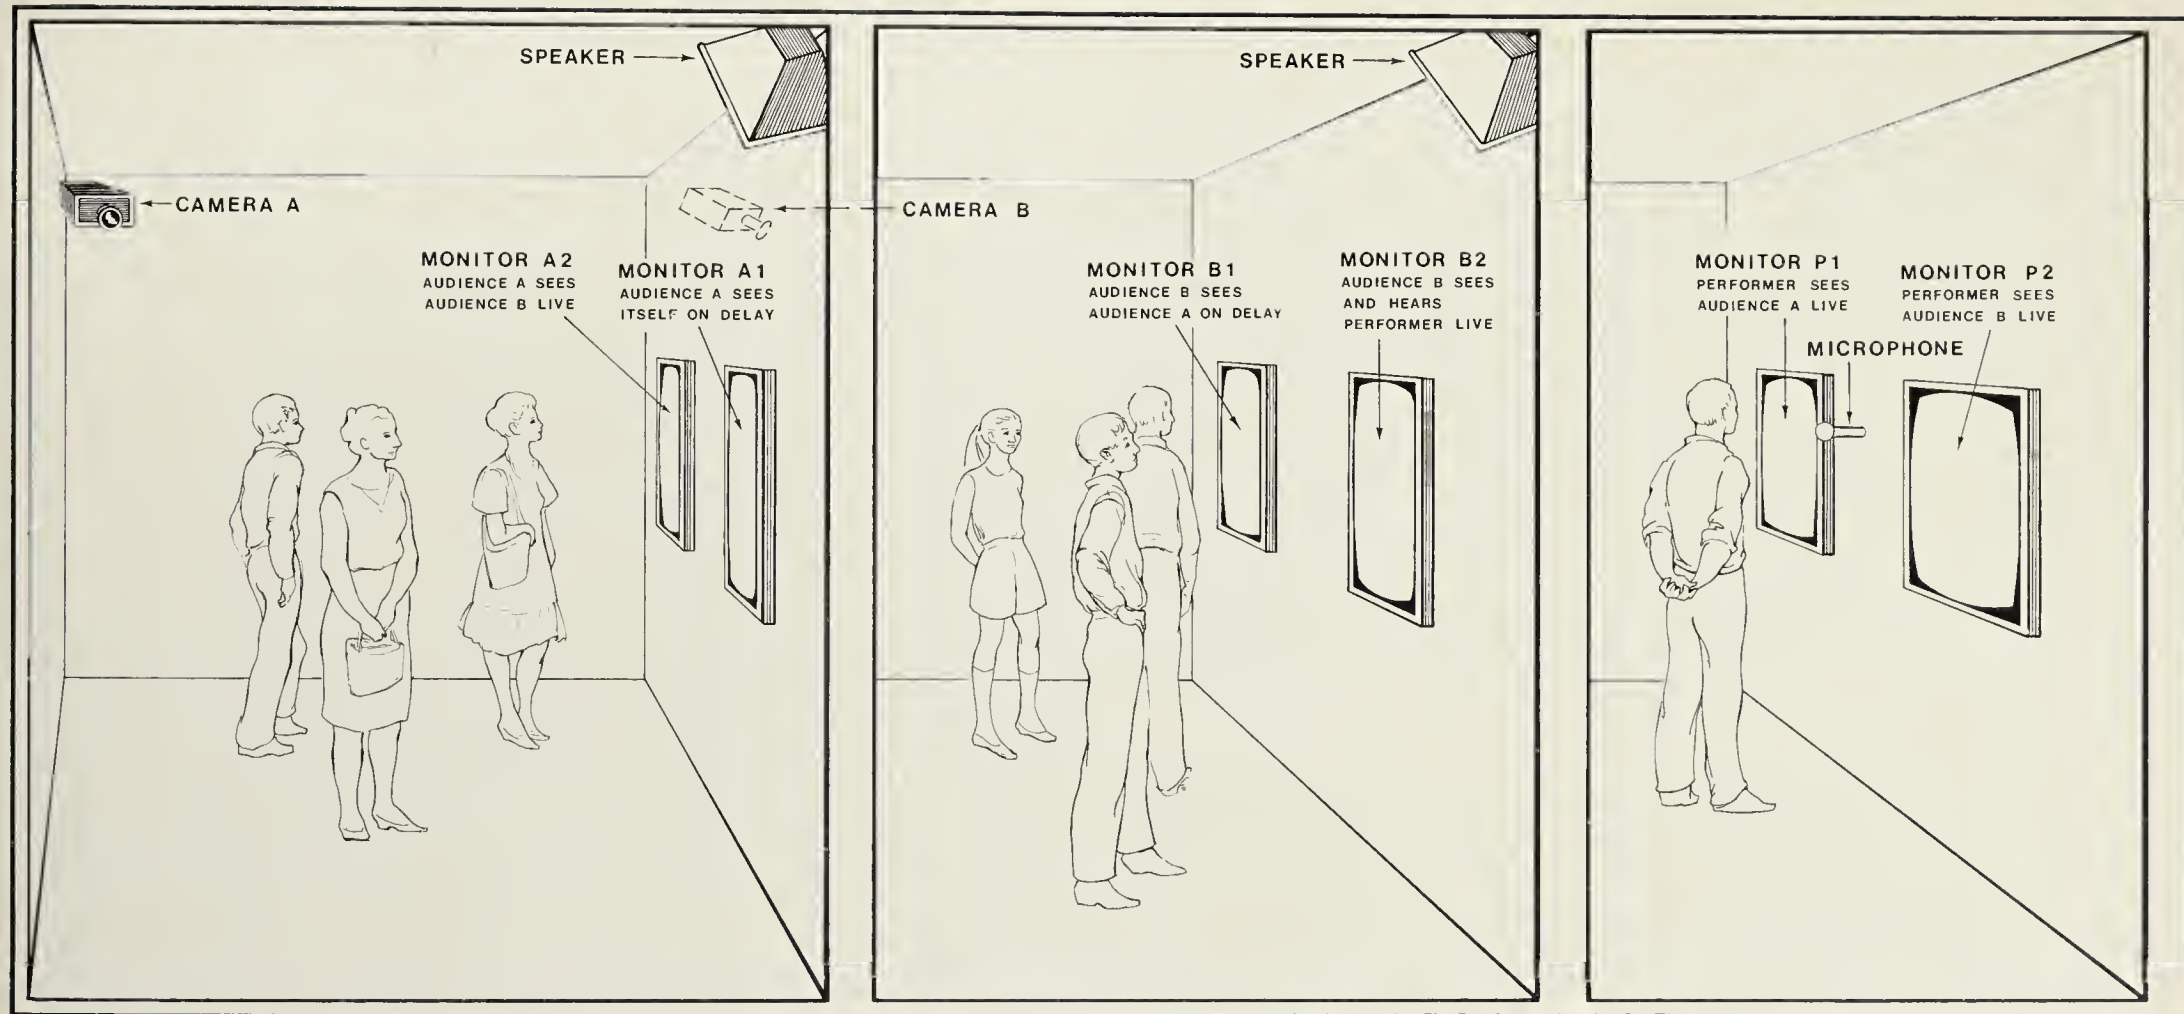 SPEAKER
CAMERA A
MONITOR A2
AUDIENCE A SEES
AUDIENCE B LIVE
MONITOR A1
AUDIENCE A SEES
ITSELF ON DELAY
SPEAKER
CAMERA B
MONITOR B1
AUDIENCE B SEES
AUDIENCE A ON DELAY
MONITOR B2
AUDIENCE B SEES
AND HEARS
PERFORMER LIVE
MONITOR P1
PERFORMER SEES
AUDIENCE A LIVE
MICROPHONE
MONITOR P2
PERFORMER SEES
AUDIENCE B LIVE